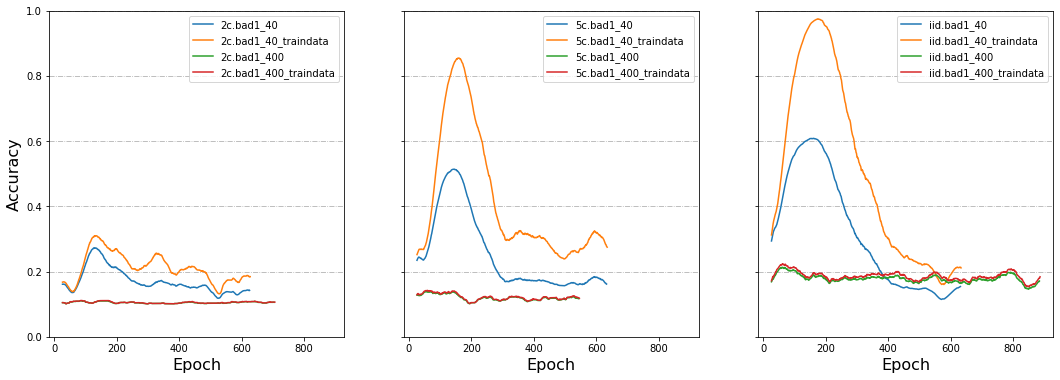 Accuracy
1.0
0.8
0.6
0.4
0.2
0.0
2c.bad1_40
2c.bad1_40_traindata
2c.bad1_400
2c.bad1_400_traindata
0 200 400 600 800
Epoch
5c.bad1_40
5c.bad1_40_traindata
5c.bad1_400
5c.bad1_400_traindata
0 200 400 600 800
Epoch
iid.bad1_40
iid.bad1_40_traindata
iid.bad1_400
iid.bad1_400_traindata
0 200 400 600 800
Epoch